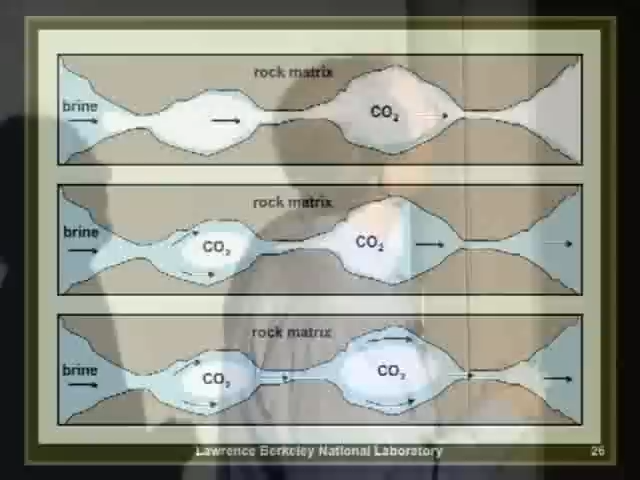 rock matrix
brine
CO2
rock matrix
brine
CO2
CO2
rock matrix
brine
CO2
CO2
Lawrence Berkeley National Laboratory
26